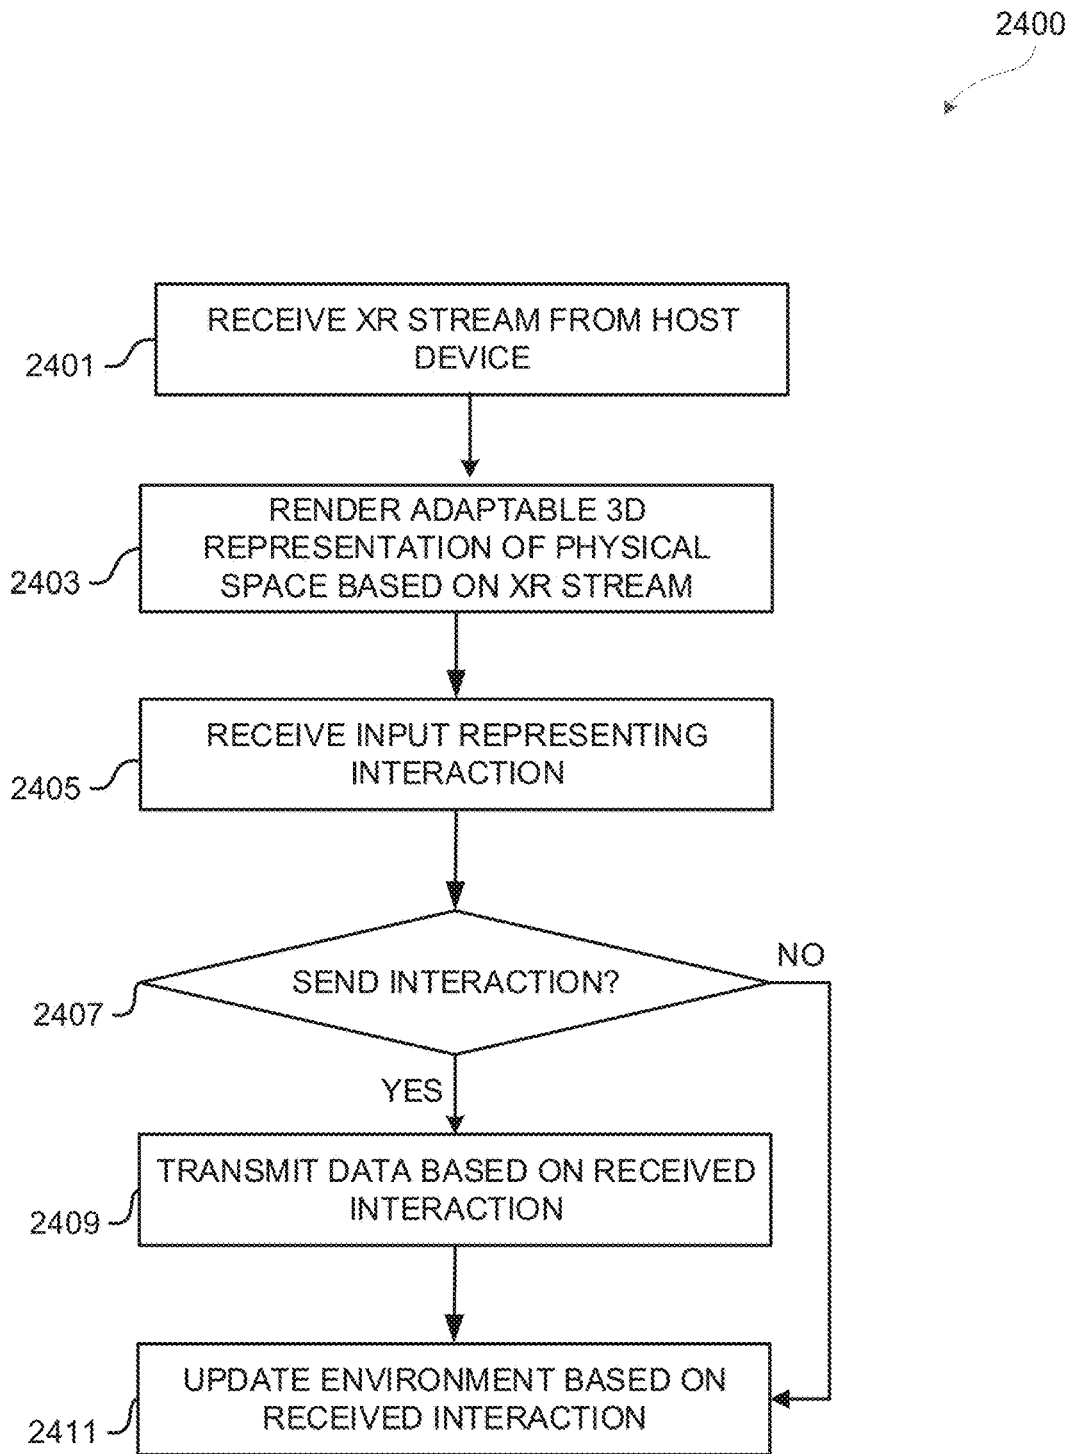 2400
RECEIVE XR STREAM FROM HOST
DEVICE
2401
RENDER ADAPTABLE 3D
REPRESENTATION OF PHYSICAL
SPACE BASED ON XR STREAM
2403
RECEIVE INPUT REPRESENTING
INTERACTION
2405
NO
SEND INTERACTION?
2407
YES
TRANSMIT DATA BASED ON RECEIVED
INTERACTION
2409
UPDATE ENVIRONMENT BASED ON
RECEIVED INTERACTION
2411